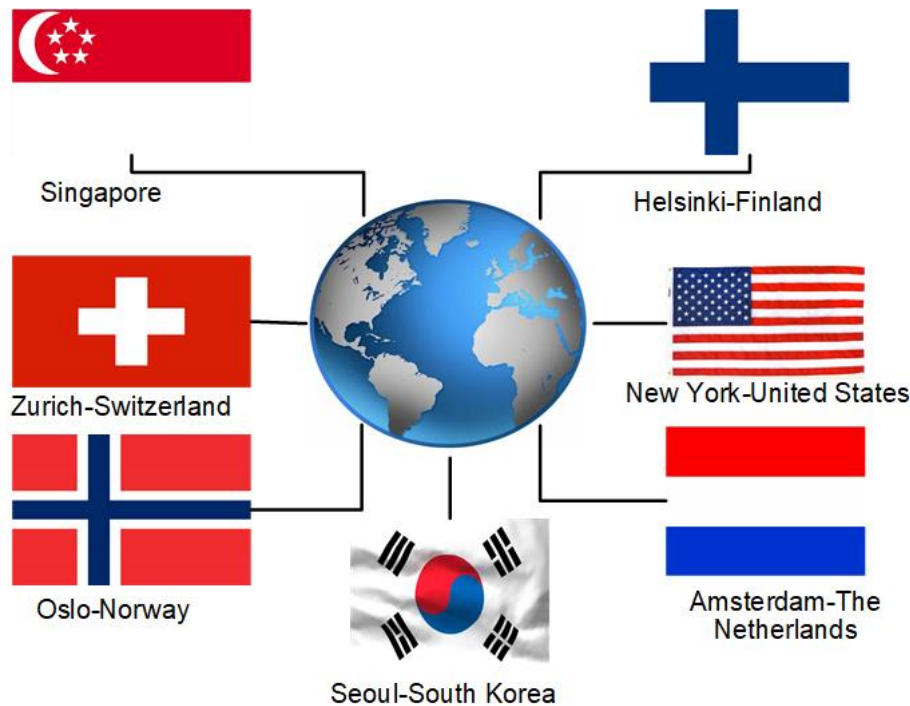 Singapore
Helsinki-Finland
Zurich-Switzerland
New York-United States
Oslo-Norway
Amsterdam-The
Netherlands
Seoul-South Korea